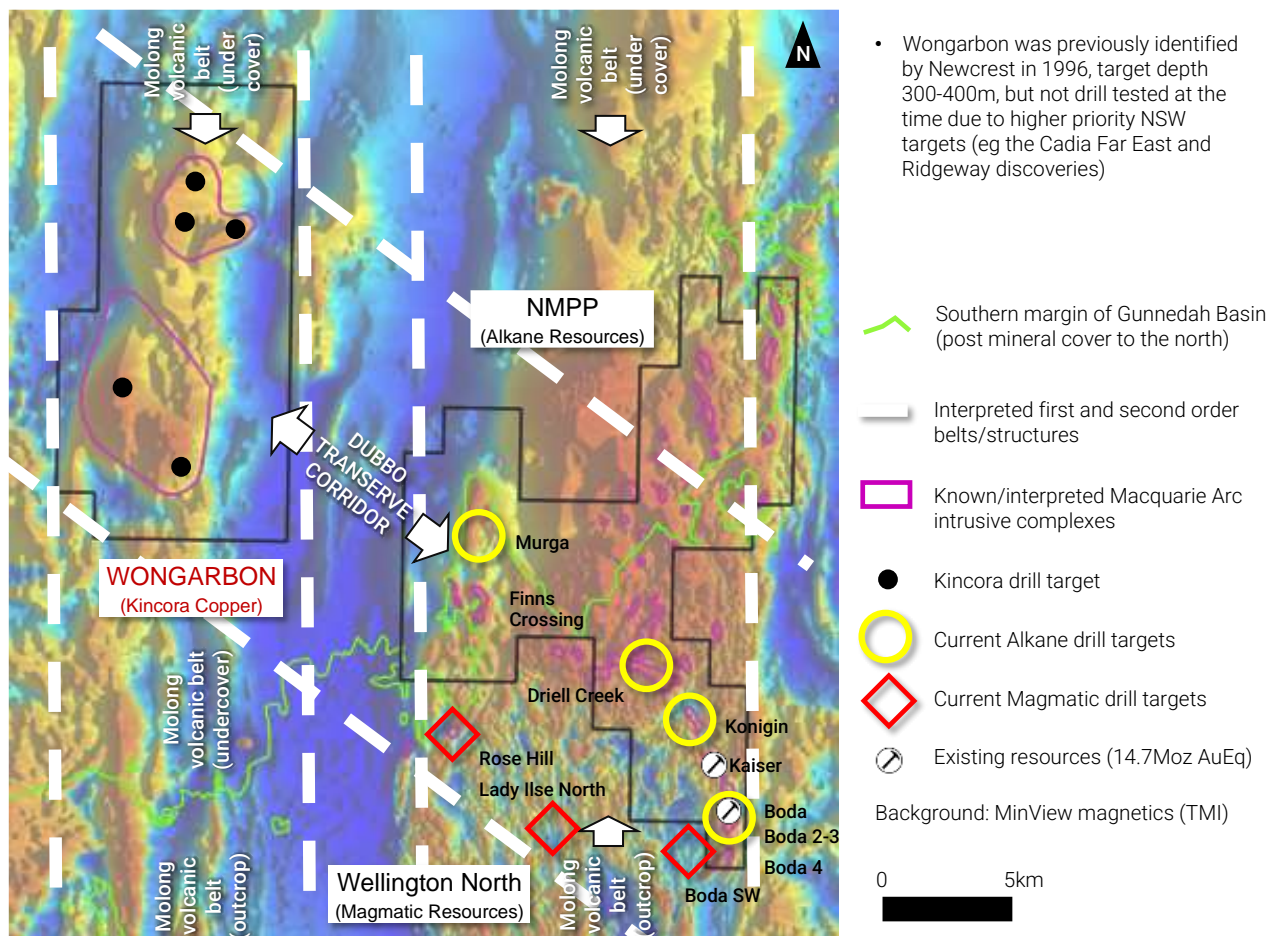 Molong
volcanic
belt
(under
cover)
Molong
volcanic
belt
(under
cover)
N
NMPP
(Alkane Resources)
DUBBO
TRANSERVE
CORRIDOR
Murga
WONGARBON
(Kincora Copper)
Finns
Crossing
Molong
volcanic belt
(undercover)
Driell Creek
Konigin
Rose Hill
Kaiser
Lady Ilse North
Boda
Boda 2-3
Boda 4
Boda SW
Molong
volcanic
belt
(outcrop)
Wellington North
(Magmatic Resources)
Molong
volcanic
belt
(outcrop)
• Wongarbon was previously identified
by Newcrest in 1996, target depth
300-400m, but not drill tested at the
time due to higher priority NSW
targets (eg the Cadia Far East and
Ridgeway discoveries)
Southern margin of Gunnedah Basin
(post mineral cover to the north)
Interpreted first and second order
belts/structures
Known/interpreted Macquarie Arc
intrusive complexes
Kincora drill target
Current Alkane drill targets
Current Magmatic drill targets
Existing resources (14.7Moz AuEq)
Background: MinView magnetics (TMI)
0 5km